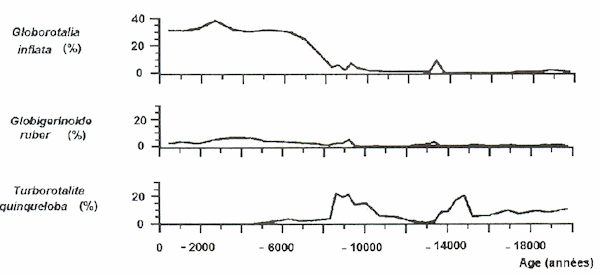 Globorotalia
inflata (%)
40
20
0
Globigerinoide
ruber (%)
20
0
Turborotalite
quinqueloba (%)
20
0
0 -2000 -6000 -10000 -14000 -18000
Age (années)